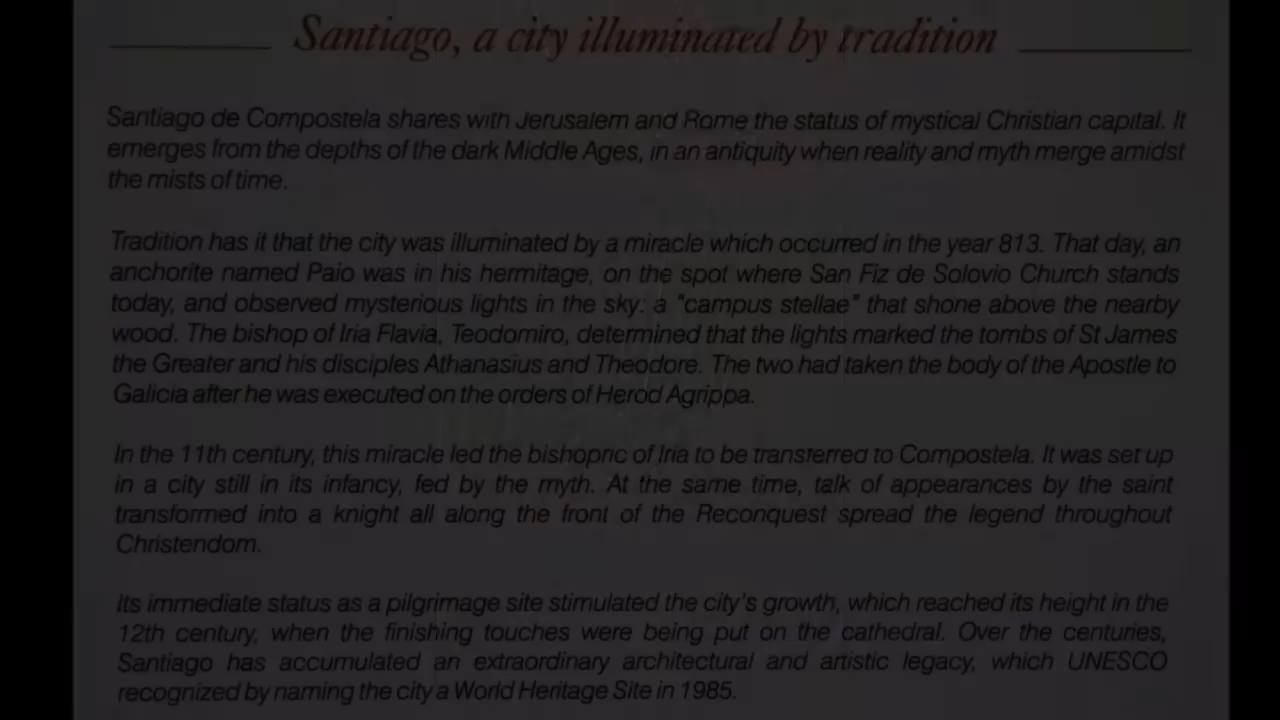 Santiago, a city illuminated by tradition
Santiago de Compostela shares with Jerusalem and Rome the status of mystical Christian capital. It
emerges from the depths of the dark Middle Ages, in an antiquity when reality and myth merge amidst
the mists of time.
Tradition has it that the city was illuminated by a miracle which occurred in the year 813. That day, an
anchorite named Paio was in his hermitage, on the spot where San Fiz de Solovio Church stands
today, and observed mysterious lights in the sky: a "campus stellae" that shone above the nearby
wood. The bishop of Iria Flavia, Teodomiro, determined that the lights marked the tombs of St James
the Greater and his disciples Athanasius and Theodore. The two had taken the body of the Apostle to
Galicia after he was executed on the orders of Herod Agrippa.
In the 11th century, this miracle led the bishopric of Iria to be transferred to Compostela. It was set up
in a city still in its infancy, fed by the myth. At the same time, talk of appearances by the saint
transformed into a knight all along the front of the Reconquest spread the legend throughout
Christendom.
Its immediate status as a pilgrimage site stimulated the city's growth, which reached its height in the
12th century, when the finishing touches were being put on the cathedral. Over the centuries,
Santiago has accumulated an extraordinary architectural and artistic legacy, which UNESCO
recognized by naming the city a World Heritage Site in 1985.